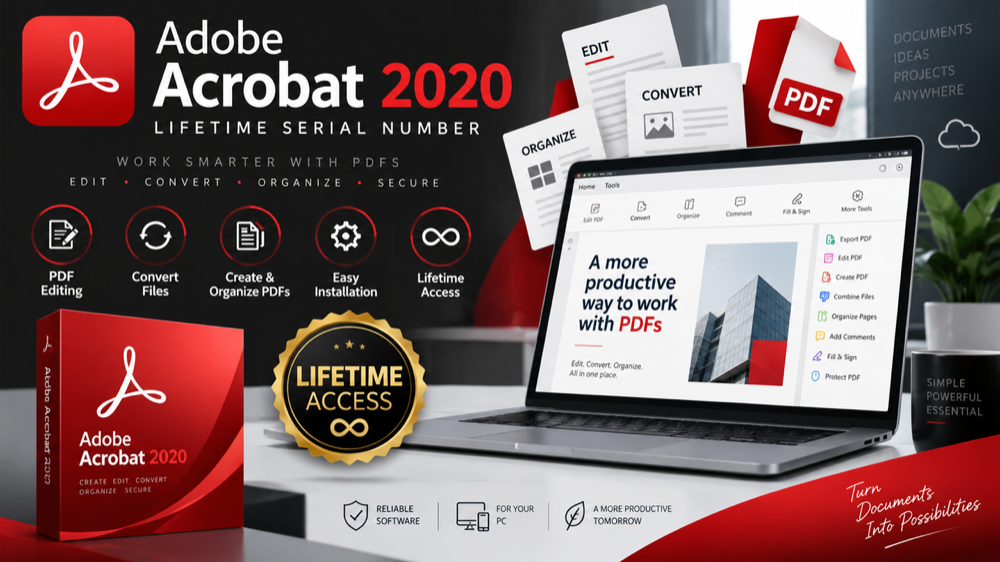 Adobe
Acrobat 2020
LIFETIME SERIAL NUMBER
WORK SMARTER WITH PDFS
EDIT • CONVERT • ORGANIZE • SECURE
PDF
Editing
Convert
Files
Create &
Organize PDFs
Easy
Installation
Lifetime
Access
Adobe Acrobat 2020
Adobe
Acrobat 2020
CREATE EDIT CONVERT
ORGANIZE SECURE
LIFETIME
ACCESS
EDIT
CONVERT
ORGANIZE
PDF
DOCUMENTS
IDEAS
PROJECTS
ANYWHERE
Home Tools
Edit PDF
Convert
Organize
Comment
Fill & Sign
More Tools
A more
productive
way to work
with PDFs
Edit. Convert. Organize.
All in one place.
Export PDF
Edit PDF
Create PDF
Combine Files
Organize Pages
Add Comments
Fill & Sign
Protect PDF
SIMPLE
POWERFUL
ESSENTIAL
RELIABLE
SOFTWARE
FOR YOUR
PC
A MORE PRODUCTIVE
TOMORROW
Turn
Documents
Into Possibilities